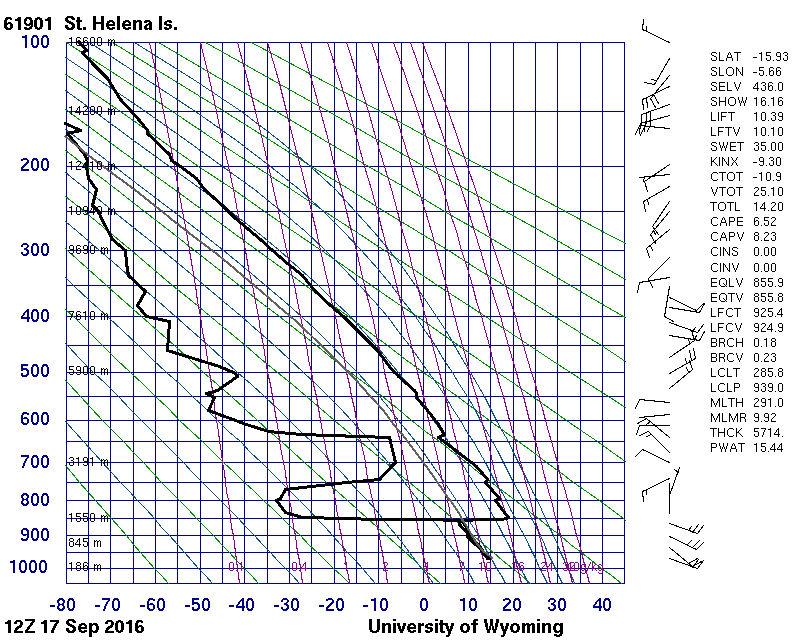 61901 St. Helena Is.
100
16600 m
14280 m
200
12410 m
10940 m
300
9690 m
400
7610 m
500
5900 m
600
700
3191 m
800
1550 m
900
845 m
1000
186 m
0.1 0.4 1 2 4 7 10 16 24 32 40g/kg
-80 -70 -60 -50 -40 -30 -20 -10 0 10 20 30 40
12Z 17 Sep 2016 University of Wyoming
SLAT -15.93
SLON -5.66
SELV 436.0
SHOW 16.16
LIFT 10.39
LFTV 10.10
SWET 35.00
KINX -9.30
CTOT -10.9
VTOT 25.10
TOTL 14.20
CAPE 6.52
CAPV 8.23
CINS 0.00
CINV 0.00
EQLV 855.9
EQTV 855.8
LFCT 925.4
LFCV 924.9
BRCH 0.18
BRCV 0.23
LCLT 285.8
LCLP 939.0
MLTH 291.0
MLMR 9.92
THCK 5714.
PWAT 15.44